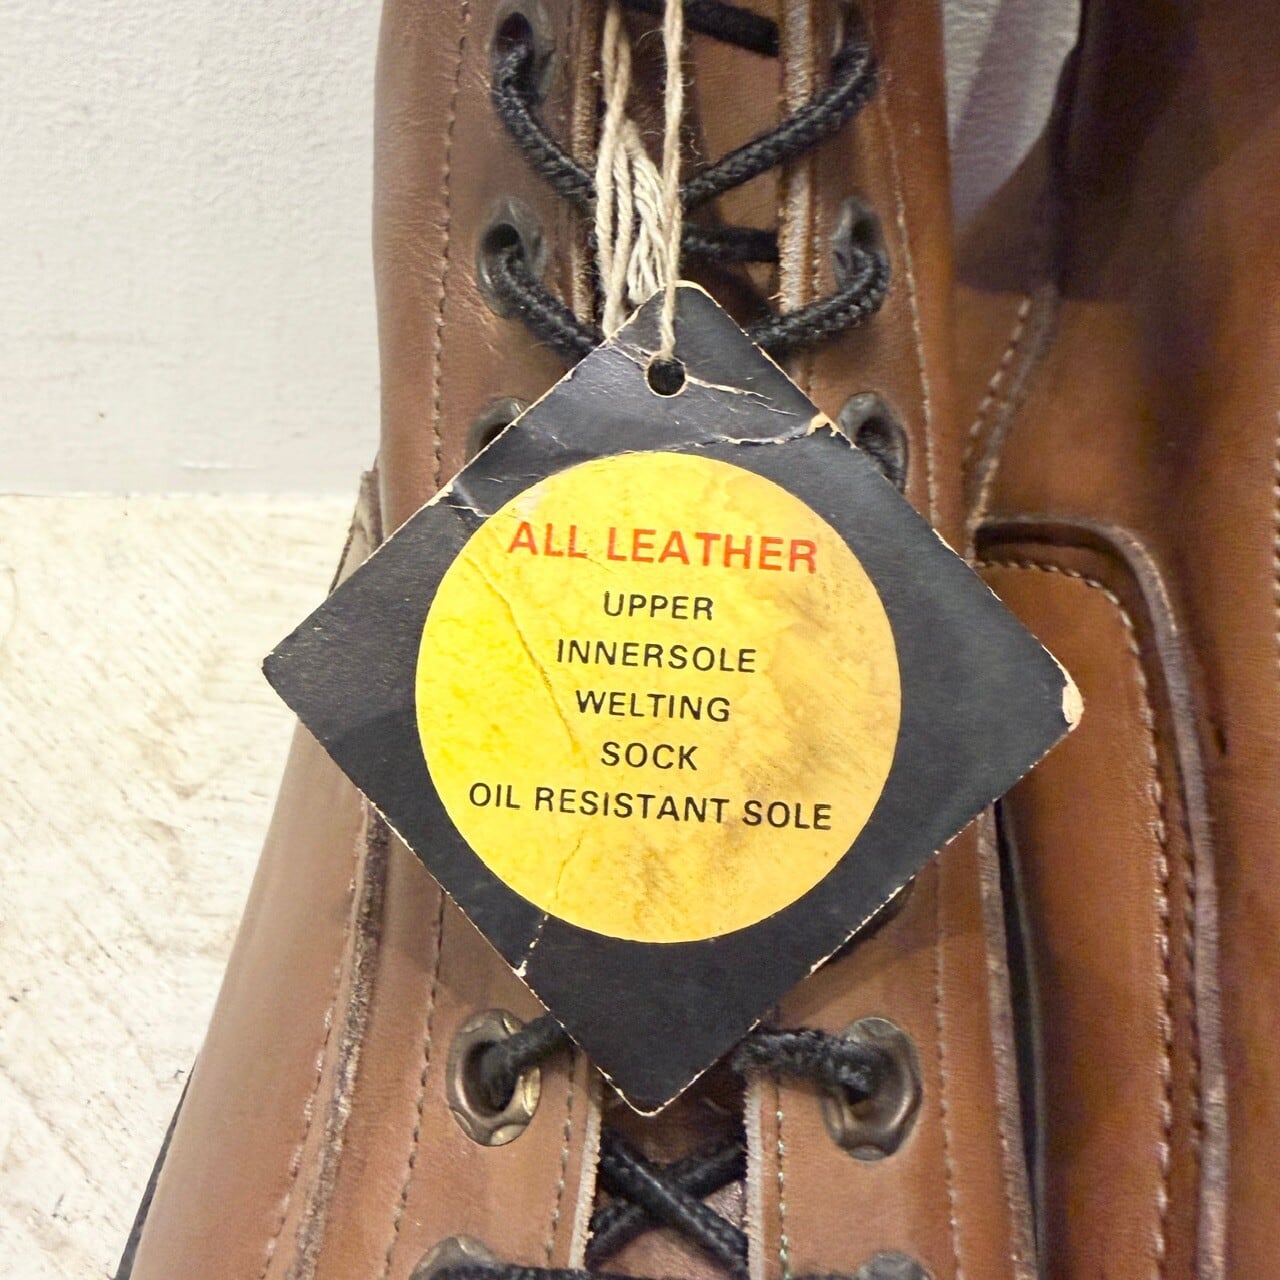 ALL LEATHER
UPPER
INNERSOLE
WELTING
SOCK
OIL RESISTANT SOLE